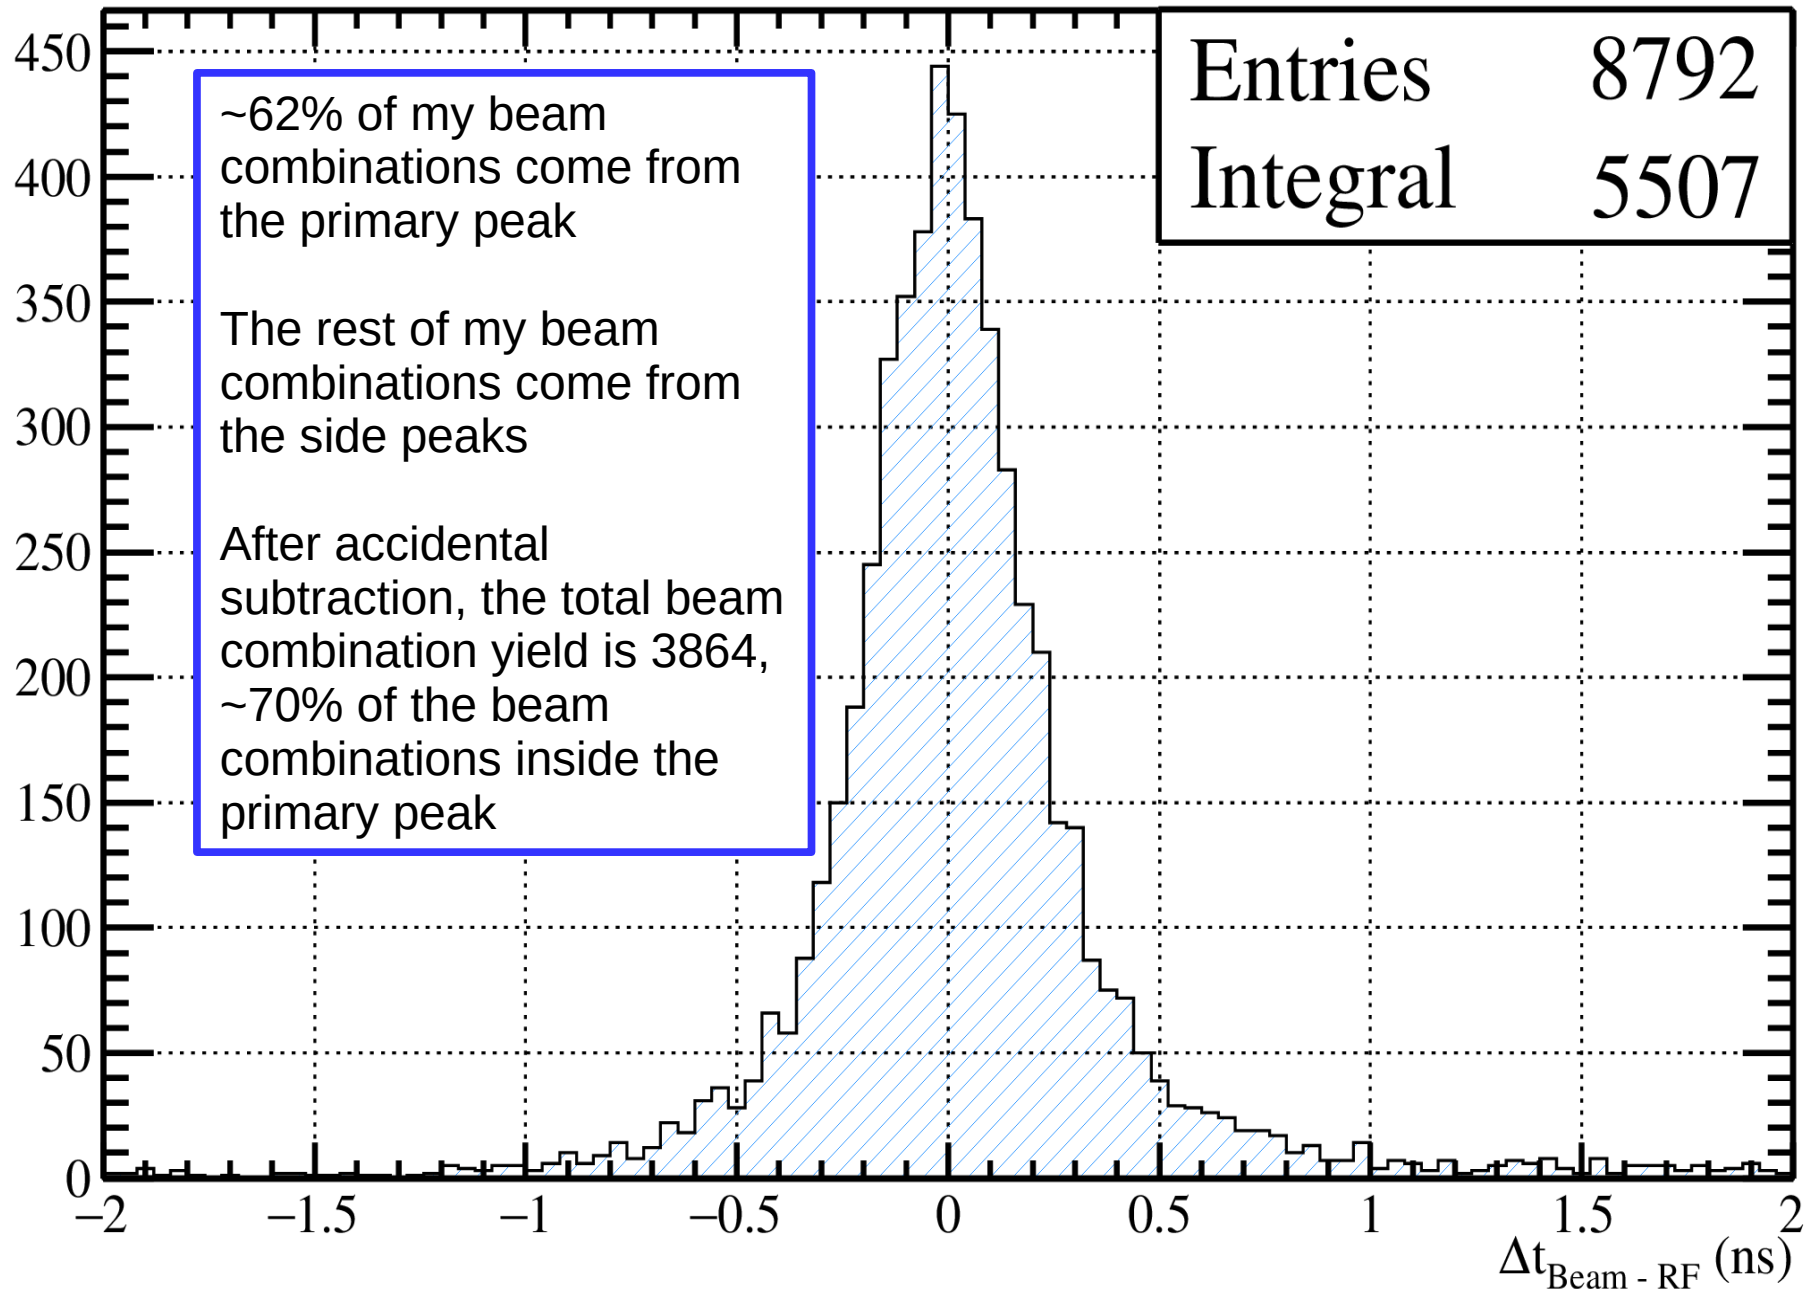 Entries 8792
Integral 5507
450
400
350
300
250
200
150
100
50
0
~62% of my beam
combinations come from
the primary peak
The rest of my beam
combinations come from
the side peaks
After accidental
subtraction, the total beam
combination yield is 3864,
~70% of the beam
combinations inside the
primary peak
−2 −1.5 −1 −0.5 0 0.5 1 1.5 2
Δt Beam - RF (ns)